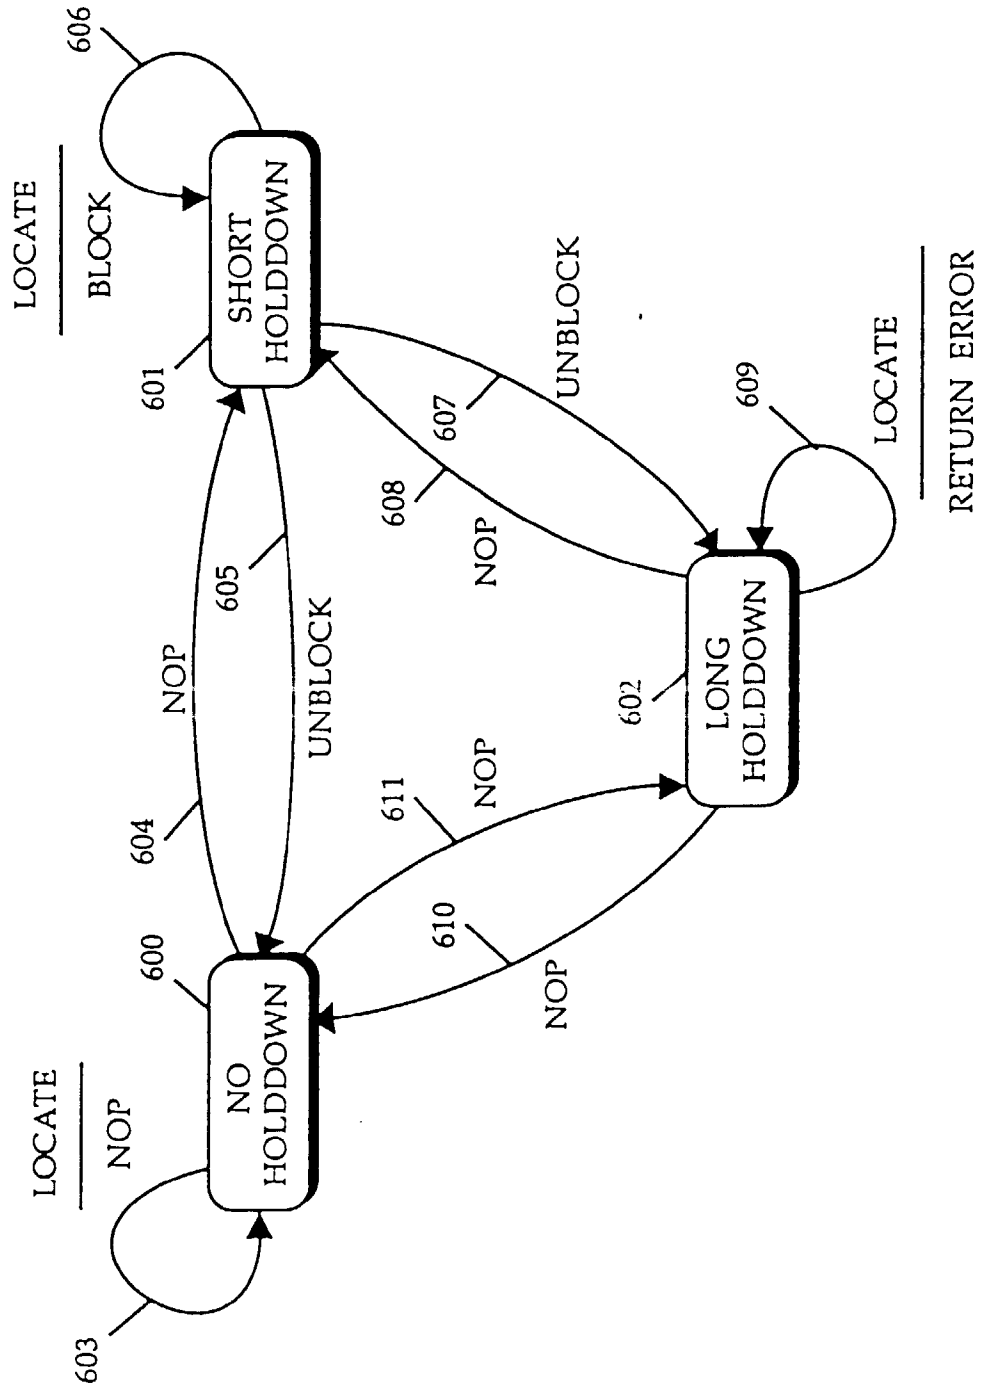 603
LOCATE
NOP
600
NO
HOLDDOWN
604
NOP
605
UNBLOCK
LOCATE
BLOCK
606
601
SHORT
HOLDDOWN
611
NOP
610
NOP
608
NOP
607
UNBLOCK
602
LONG
HOLDDOWN
609
LOCATE
RETURN ERROR